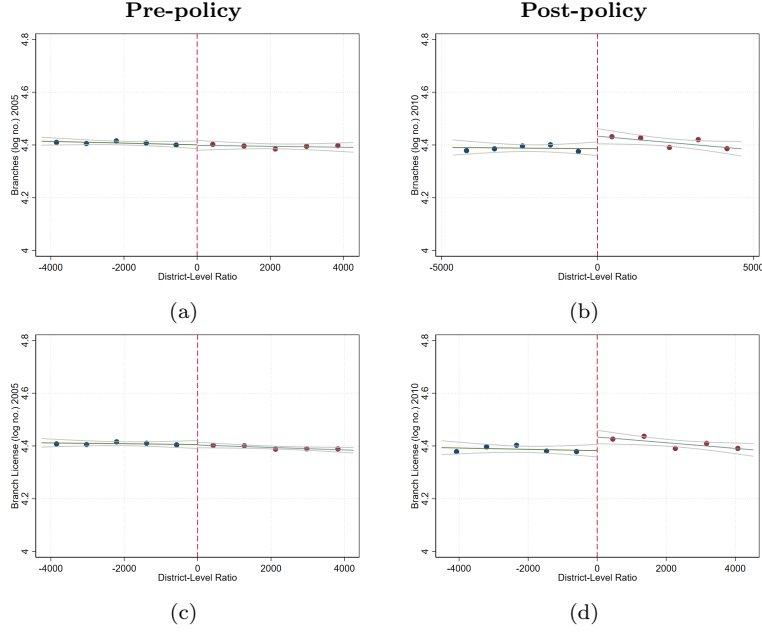 Pre-policy
Post-policy
Branches (log no.) 2005
4.8
4.6
4.4
4.2
4
-4000 -2000 0 2000 4000
District-Level Ratio
(a)
Brnaches (log no.) 2010
4.8
4.6
4.4
4.2
4
-5000 0 5000
District-Level Ratio
(b)
Branch License (log no.) 2005
4.8
4.6
4.4
4.2
4
-4000 -2000 0 2000 4000
District-Level Ratio
(c)
Branch License (log no.) 2010
4.8
4.6
4.4
4.2
4
-4000 -2000 0 2000 4000
District-Level Ratio
(d)